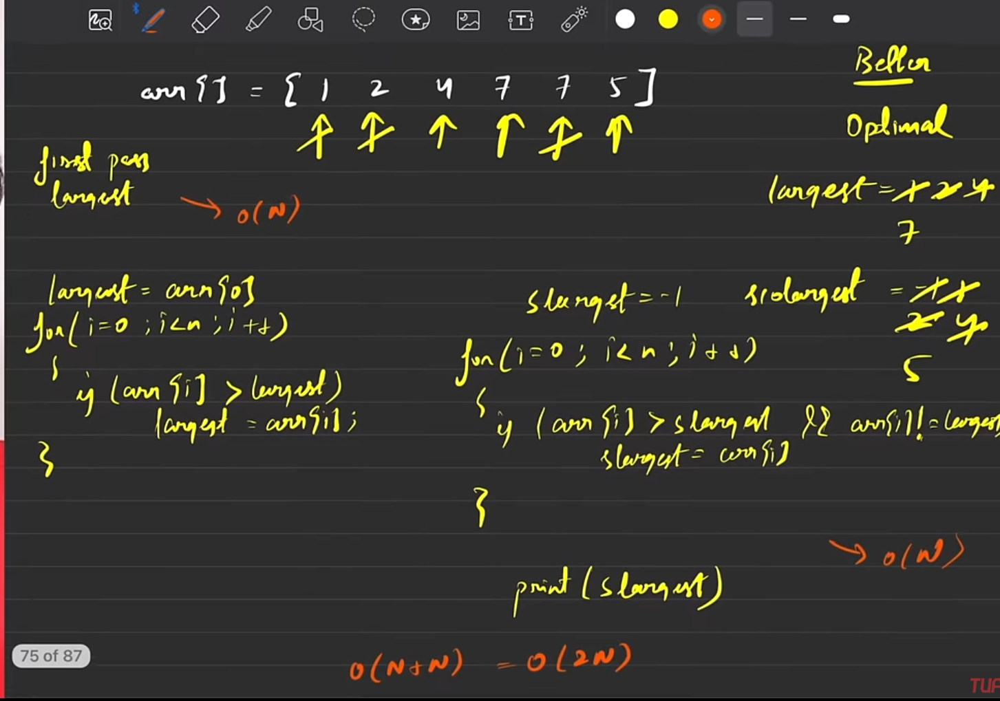 arr[] = [ 1 2 4 7 7 5 ]
Better
Optimal
first pass
largest
→ O(N)
largest = 1 2 4
7
largest = arr[0]
for(i=0 ; i<n ; i++)
{
if (arr[i] > largest)
largest = arr[i];
}
slargest = -1
for(i=0 ; i<n ; i++)
{
if (arr[i] > slargest && arr[i] != largest
slargest = arr[i]
}
print(slargest)
= -1 1
2 4
5
→ O(N)
O(N+N) = O(2N)
75 of 87
TUF